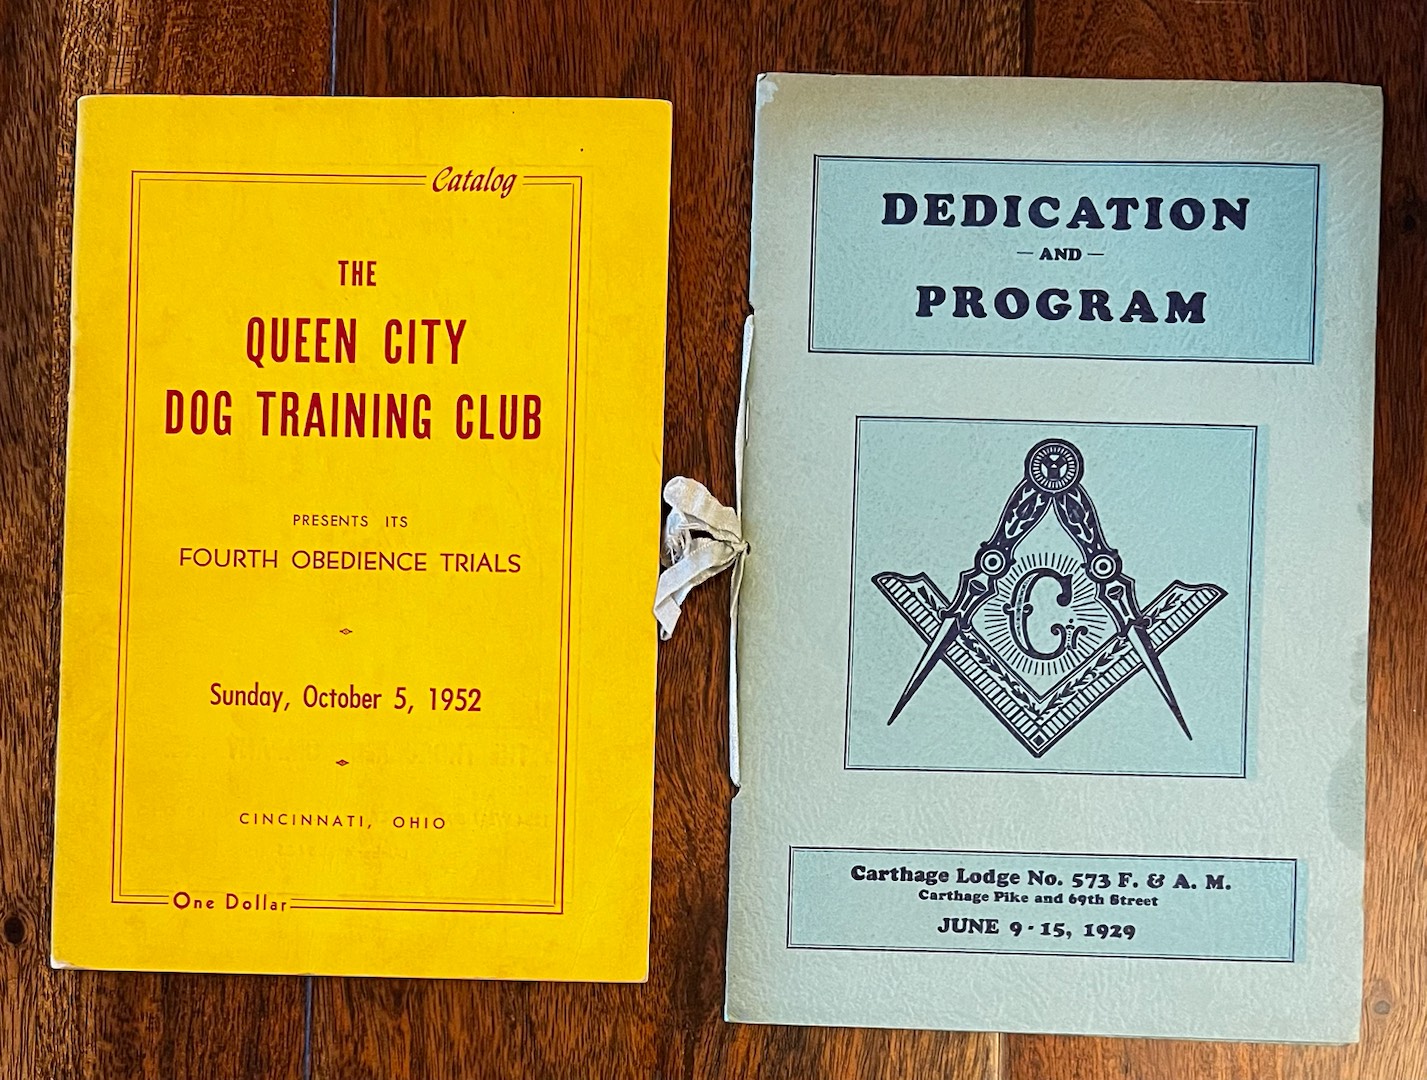 Catalog
THE
QUEEN CITY
DOG TRAINING CLUB
PRESENTS ITS
FOURTH OBEDIENCE TRIALS
Sunday, October 5, 1952
CINCINNATI, OHIO
One Dollar
DEDICATION
— AND —
PROGRAM
G
Carthage Lodge No. 573 F. & A. M.
Carthage Pike and 69th Street
JUNE 9 - 15, 1929